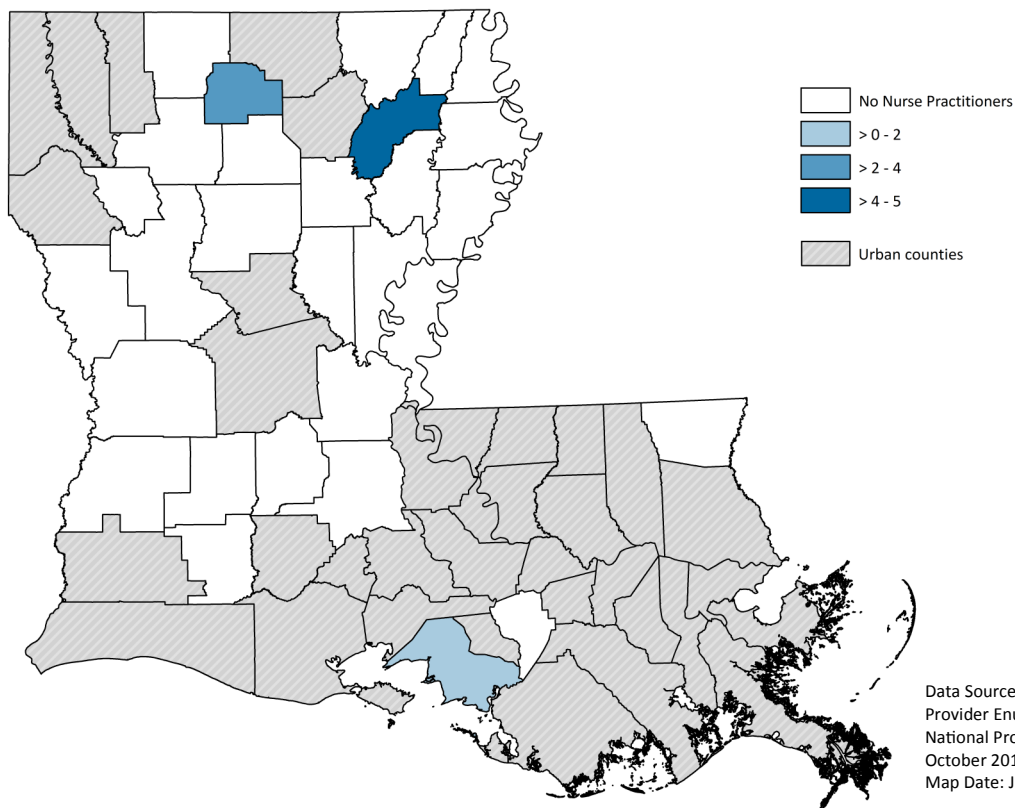 No Nurse Practitioners
> 0 - 2
> 2 - 4
> 4 - 5
Urban counties
Data Source
Provider Enu
National Pro
October 201
Map Date: J